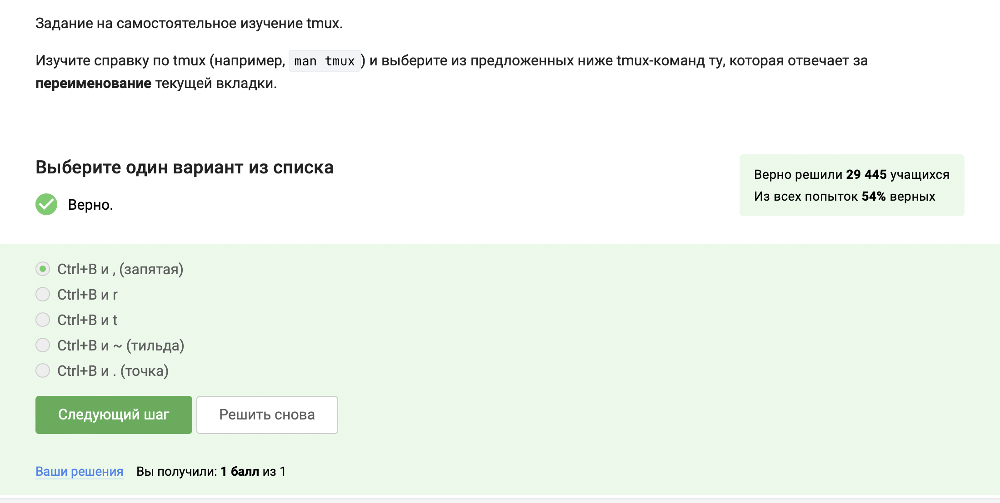 Задание на самостоятельное изучение tmux.
Изучите справку по tmux (например, man tmux) и выберите из предложенных ниже tmux-команд ту, которая отвечает за
переименование текущей вкладки.
Выберите один вариант из списка
Верно.
Верно решили 29 445 учащихся
Из всех попыток 54% верных
Ctrl+B и , (запятая)
Ctrl+B и r
Ctrl+B и t
Ctrl+B и ~ (тильда)
Ctrl+B и . (точка)
Следующий шаг
Решить снова
Ваши решения Вы получили: 1 балл из 1